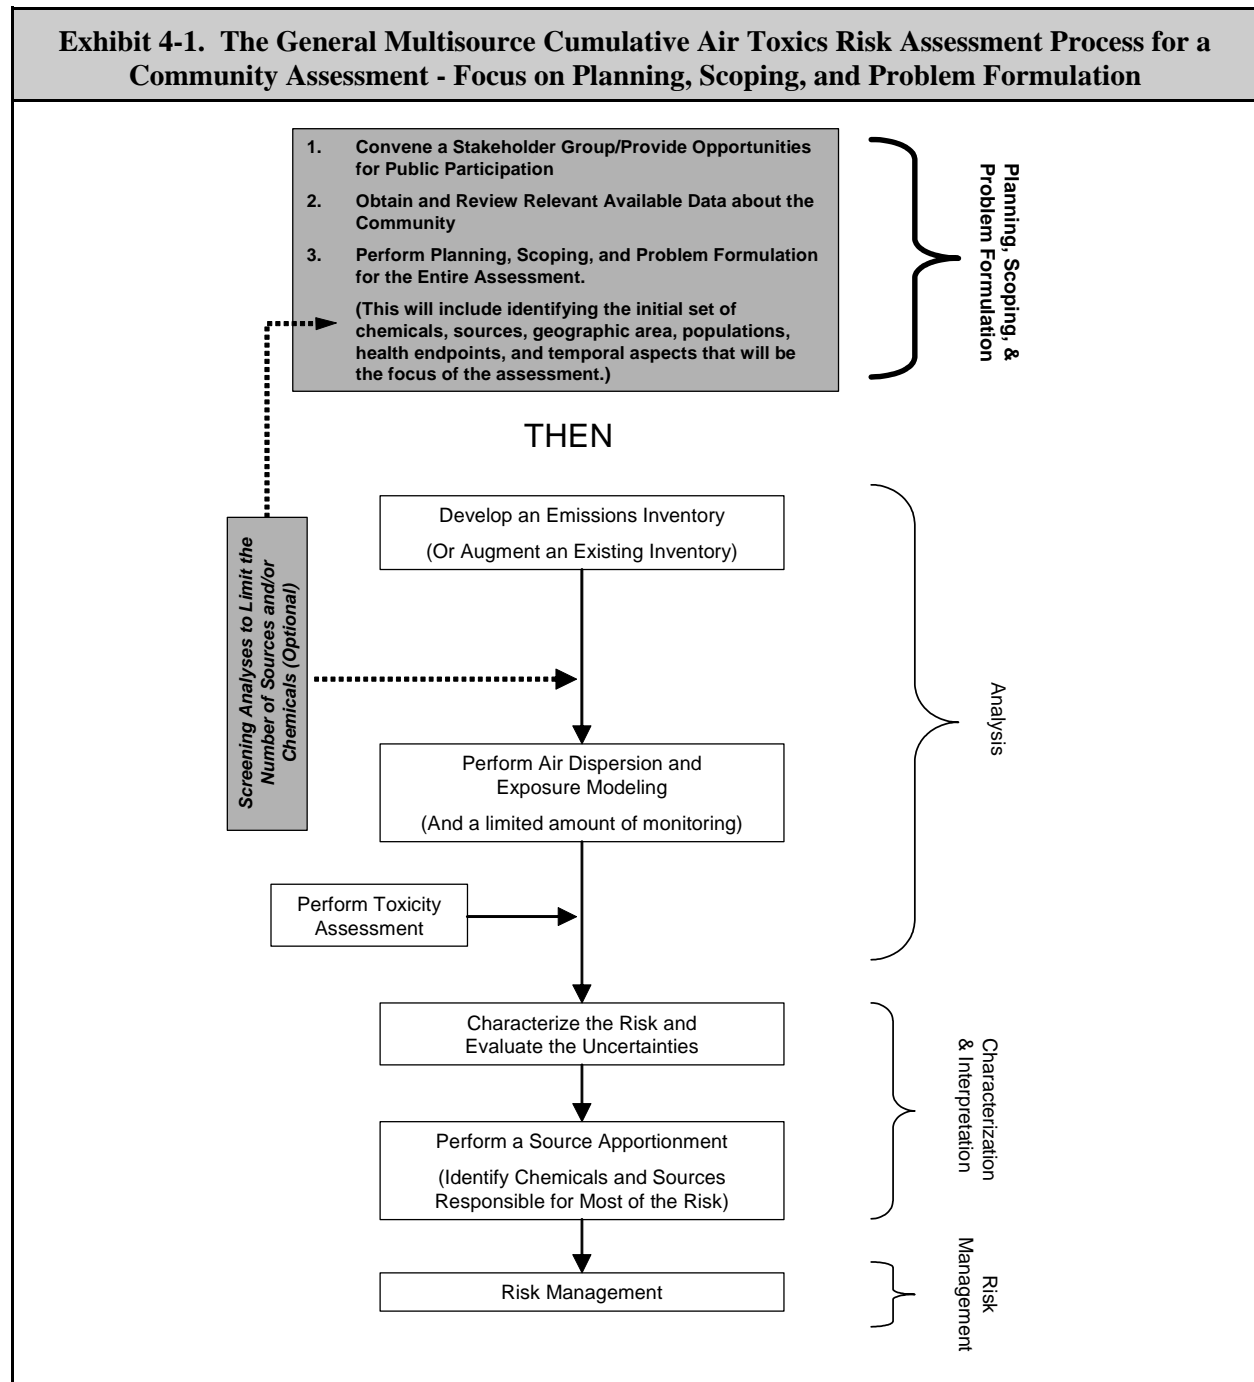 Exhibit 4-1. The General Multisource Cumulative Air Toxics Risk Assessment Process for a
Community Assessment - Focus on Planning, Scoping, and Problem Formulation
1. Convene a Stakeholder Group/Provide Opportunities
for Public Participation
2. Obtain and Review Relevant Available Data about the
Community
3. Perform Planning, Scoping, and Problem Formulation
for the Entire Assessment.
(This will include identifying the initial set of
chemicals, sources, geographic area, populations,
health endpoints, and temporal aspects that will be
the focus of the assessment.)
Planning, Scoping, &
Problem Formulation
THEN
Develop an Emissions Inventory
(Or Augment an Existing Inventory)
Screening Analyses to Limit the
Number of Sources and/or
Chemicals (Optional)
Perform Air Dispersion and
Exposure Modeling
(And a limited amount of monitoring)
Analysis
Perform Toxicity
Assessment
Characterize the Risk and
Evaluate the Uncertainties
Perform a Source Apportionment
(Identify Chemicals and Sources
Responsible for Most of the Risk)
Characterization
& Interpretation
Risk Management
Risk
Management